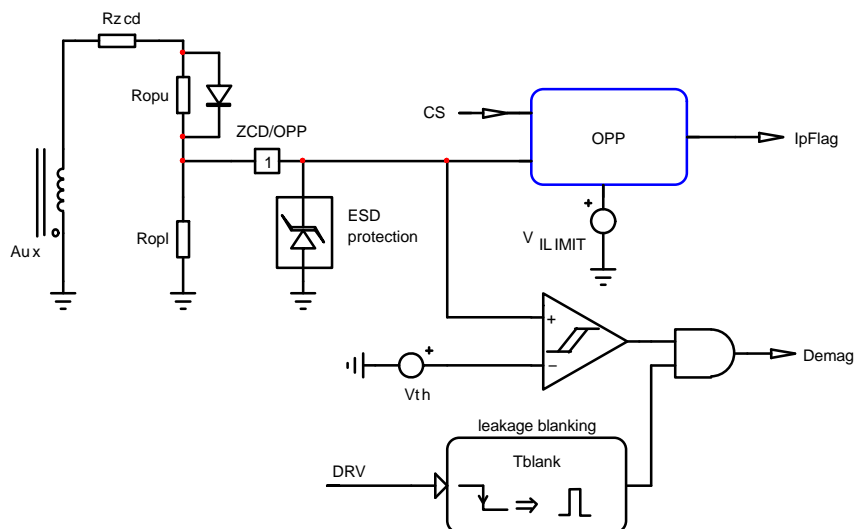 Rzcd
Ropu
ZCD/OPP
1
CS
OPP
IpFlag
Aux
Ropl
ESD
protection
+
V
ILIMIT
+
−
+
Vth
Demag
leakage blanking
Tblank
DRV